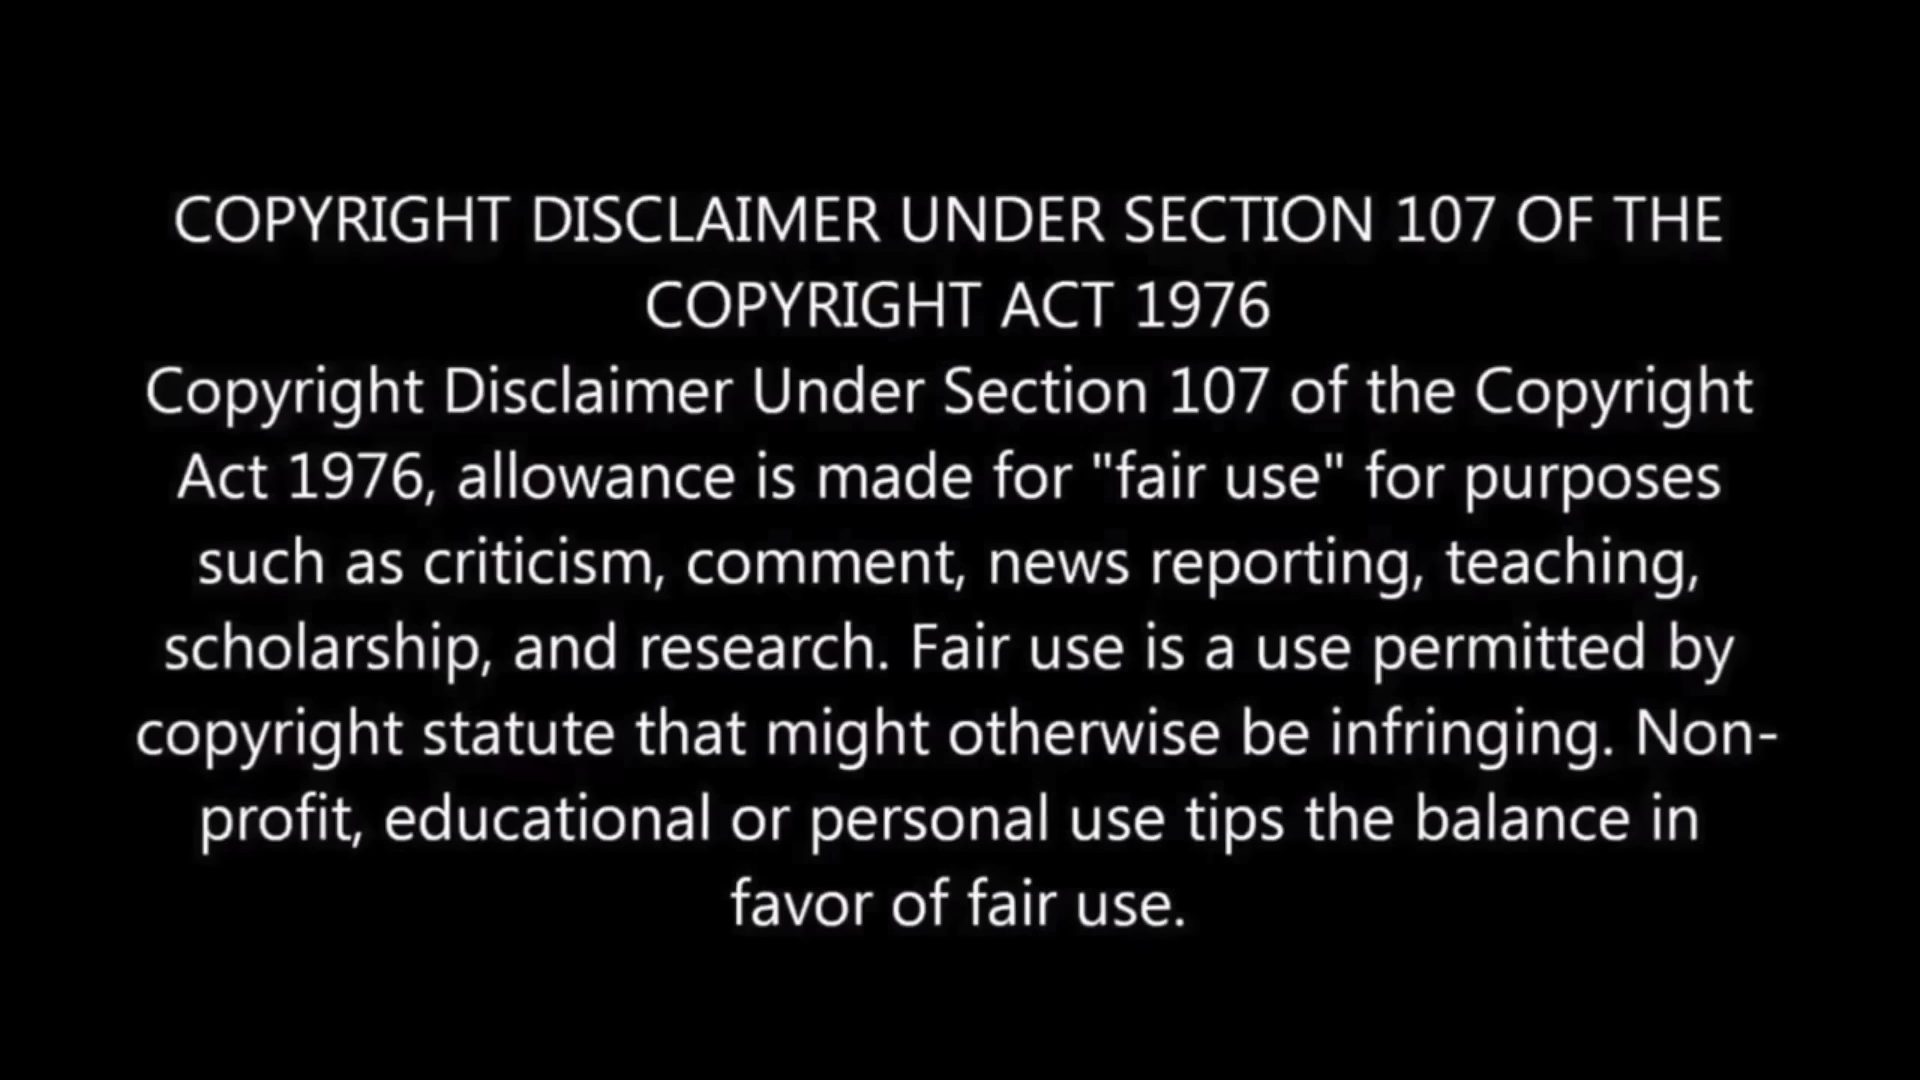 COPYRIGHT DISCLAIMER UNDER SECTION 107 OF THE
COPYRIGHT ACT 1976
Copyright Disclaimer Under Section 107 of the Copyright
Act 1976, allowance is made for "fair use" for purposes
such as criticism, comment, news reporting, teaching,
scholarship, and research. Fair use is a use permitted by
copyright statute that might otherwise be infringing. Non-
profit, educational or personal use tips the balance in
favor of fair use.